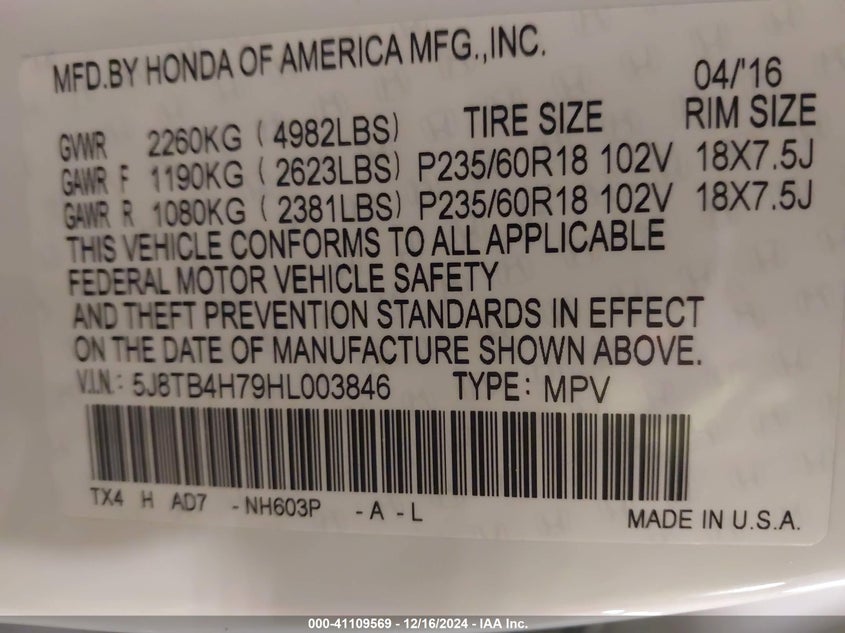 MFD.BY HONDA OF AMERICA MFG.,INC.
04/'16
GVWR 2260KG ( 4982LBS) TIRE SIZE RIM SIZE
GAWR F 1190KG ( 2623LBS) P235/60R18 102V 18X7.5J
GAWR R 1080KG ( 2381LBS) P235/60R18 102V 18X7.5J
THIS VEHICLE CONFORMS TO ALL APPLICABLE
FEDERAL MOTOR VEHICLE SAFETY
AND THEFT PREVENTION STANDARDS IN EFFECT
ON THE DATE OF MANUFACTURE SHOWN ABOVE.
V.I.N.: 5J8TB4H79HL003846 TYPE: MPV
TX4 H AD7 -NH603P -A -L
MADE IN U.S.A.
000-41109569 - 12/16/2024 - IAA Inc.